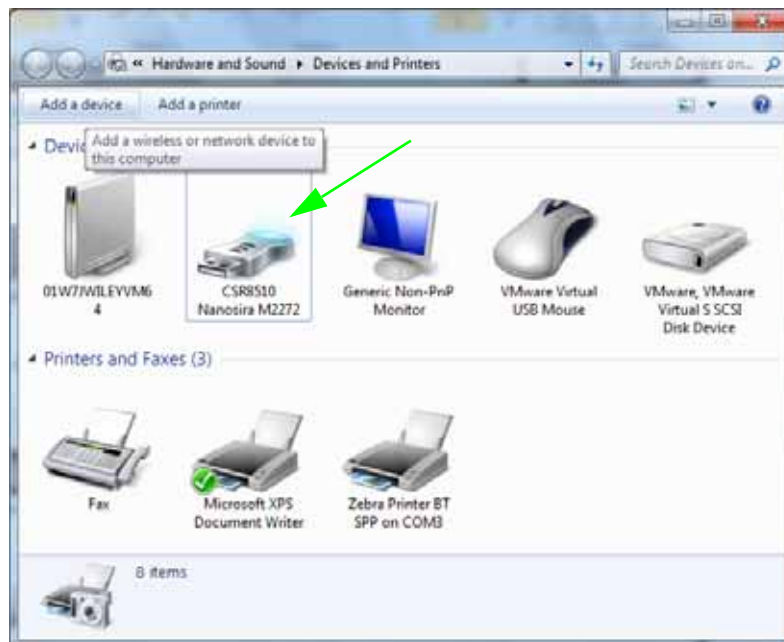 « Hardware and Sound ▸ Devices and Printers
Search Devices an...
Add a device Add a printer
Devic
Add a wireless or network device to
this computer
01W7JWILEYVM6
4
CSR8510
Nanosira M2272
Generic Non-PnP
Monitor
VMware Virtual
USB Mouse
VMware, VMware
Virtual S SCSI
Disk Device
Printers and Faxes (3)
Fax
Microsoft XPS
Document Writer
Zebra Printer BT
SPP on COM3
8 items